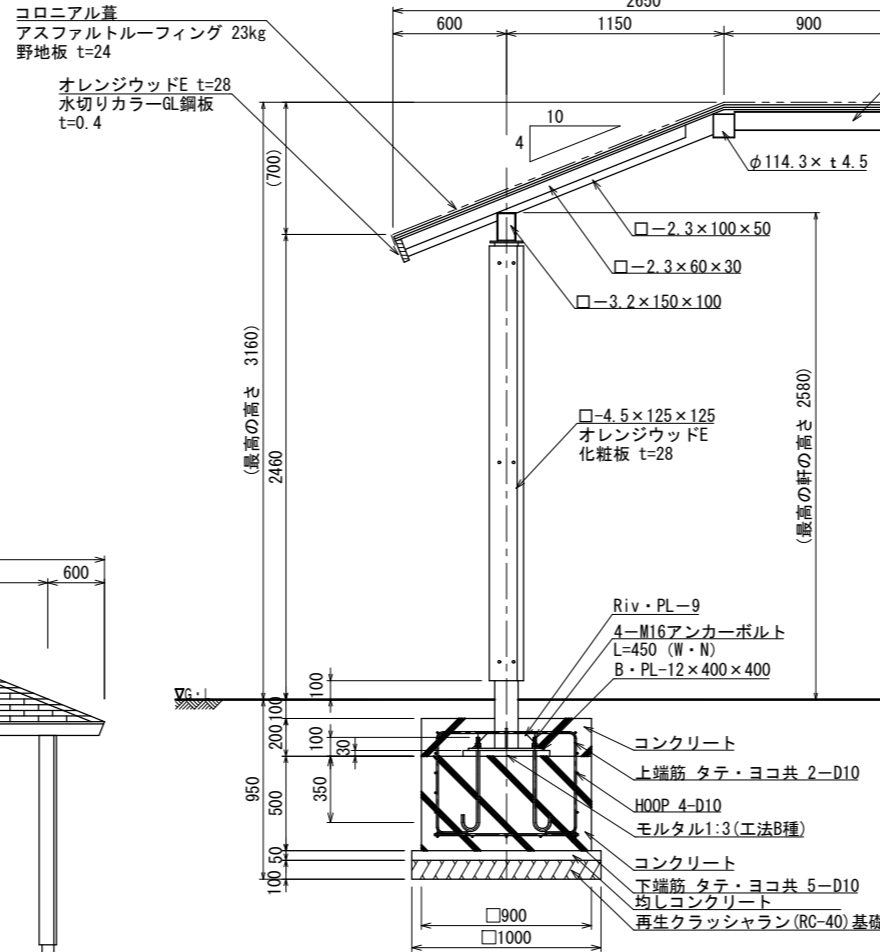 コロニアル葺
アスファルトルーフィング 23kg
野地板 t=24
オレンジウッドE t=28
水切りカラーGL鋼板
t=0.4
2650
600
1150
900
10
4
(700)
φ114.3×t4.5
□-2.3×100×50
□-2.3×60×30
□-3.2×150×100
(最高の高さ 3160)
2460
□-4.5×125×125
オレンジウッドE
化粧板 t=28
(最高の軒の高さ 2580)
600
Riv・PL-9
4-M16アンカーボルト
L=450 (W・N)
B・PL-12×400×400
100
▽G・L
100
200
100
30
950
500
350
50
100
コンクリート
上端筋 タテ・ヨコ共 2-D10
HOOP 4-D10
モルタル1:3(工法B種)
コンクリート
下端筋 タテ・ヨコ共 5-D10
均しコンクリート
再生クラッシャラン(RC-40)基礎
□900
□1000